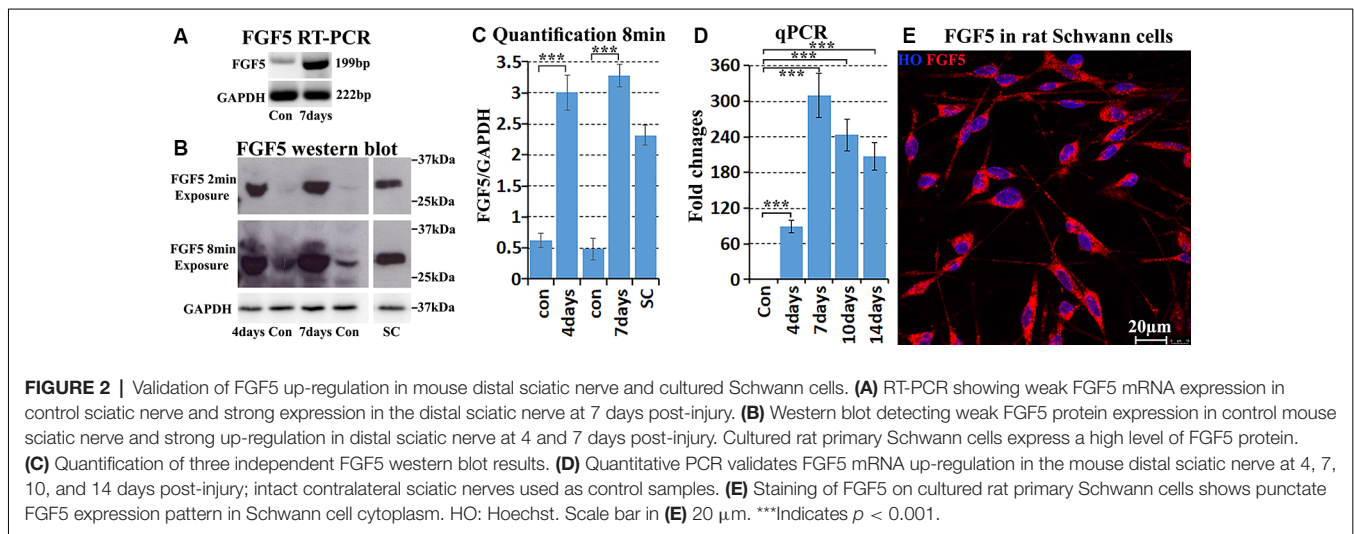 A
FGF5 RT-PCR
FGF5
199bp
GAPDH
222bp
Con 7days
B
FGF5 western blot
FGF5 2min
Exposure
-37kDa
-25kDa
FGF5 8min
Exposure
-37kDa
-25kDa
GAPDH
-37kDa
4days Con 7days Con SC
C Quantification 8min
FGF5/GAPDH
3.5
3
2.5
2
1.5
1
0.5
0
***
***
con
4days
con
7days
SC
D qPCR
Fold chnages
360
300
240
180
120
60
0
***
***
***
***
Con
4days
7days
10days
14days
E FGF5 in rat Schwann cells
HO FGF5
20µm
FIGURE 2 | Validation of FGF5 up-regulation in mouse distal sciatic nerve and cultured Schwann cells. (A) RT-PCR showing weak FGF5 mRNA expression in
control sciatic nerve and strong expression in the distal sciatic nerve at 7 days post-injury. (B) Western blot detecting weak FGF5 protein expression in control mouse
sciatic nerve and strong up-regulation in distal sciatic nerve at 4 and 7 days post-injury. Cultured rat primary Schwann cells express a high level of FGF5 protein.
(C) Quantification of three independent FGF5 western blot results. (D) Quantitative PCR validates FGF5 mRNA up-regulation in the mouse distal sciatic nerve at 4, 7,
10, and 14 days post-injury; intact contralateral sciatic nerves used as control samples. (E) Staining of FGF5 on cultured rat primary Schwann cells shows punctate
FGF5 expression pattern in Schwann cell cytoplasm. HO: Hoechst. Scale bar in (E) 20 µm. ***Indicates p < 0.001.